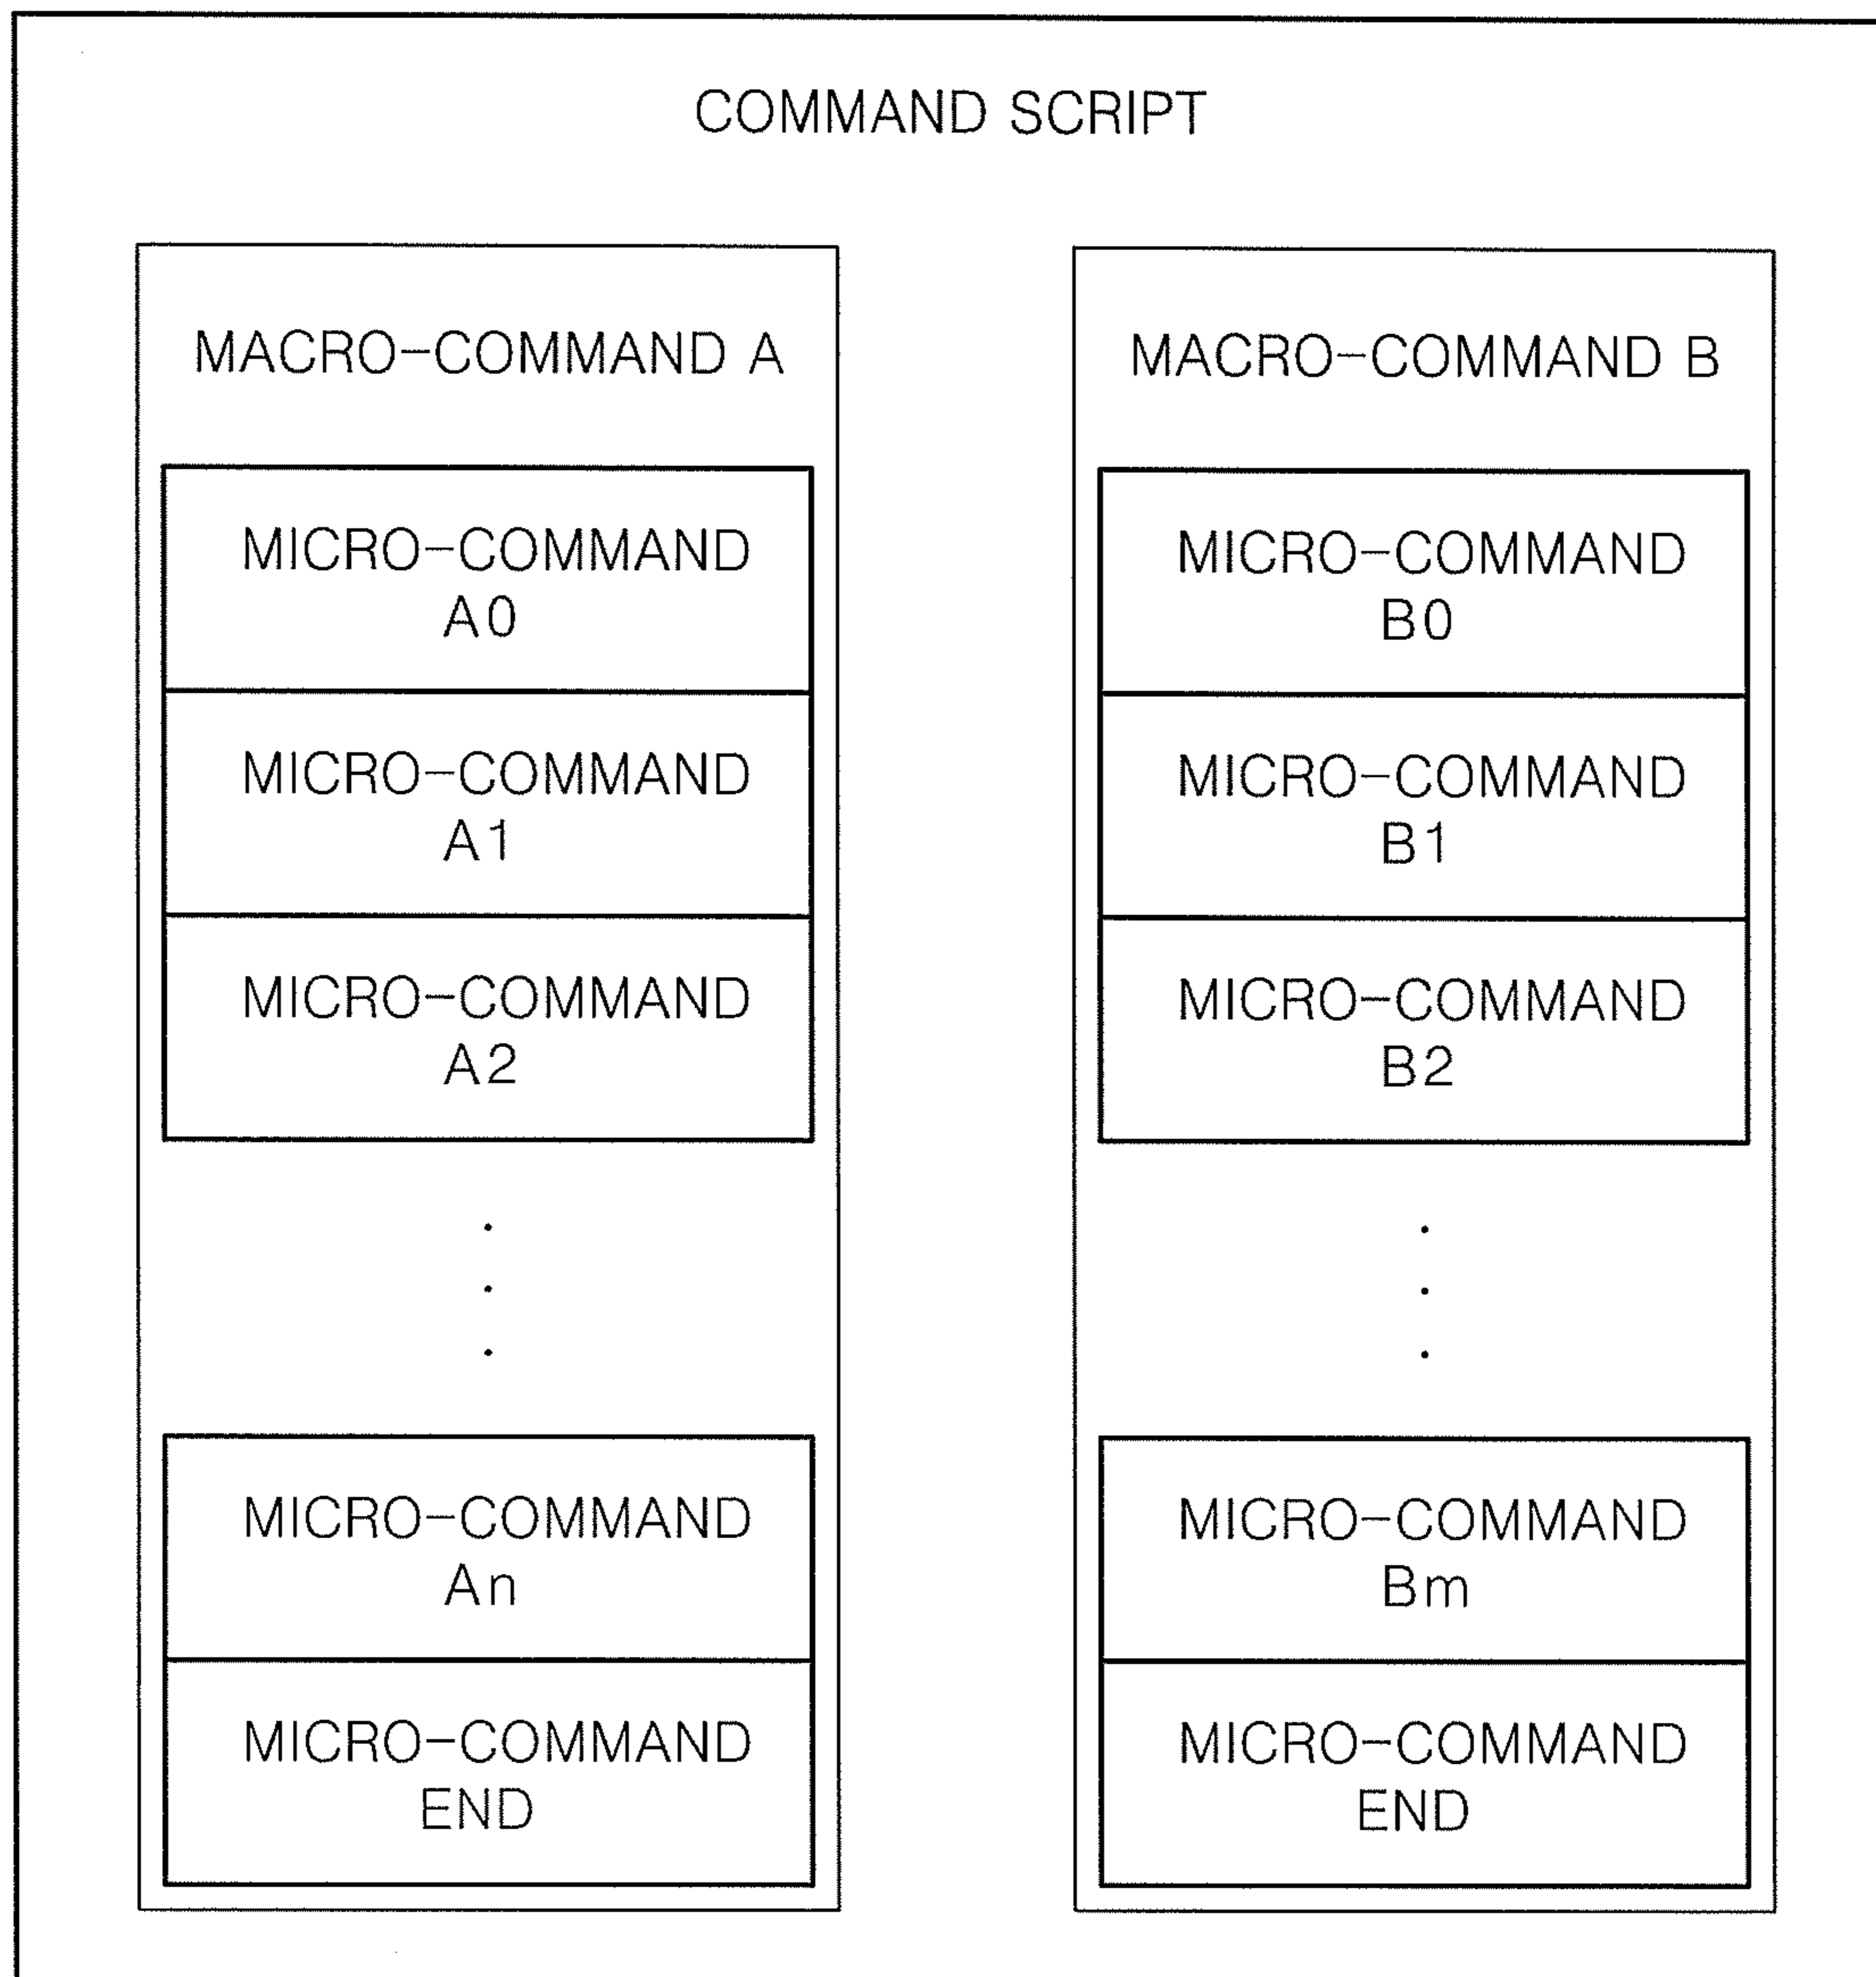 COMMAND SCRIPT
MACRO-COMMAND A
MICRO-COMMAND
A0
MICRO-COMMAND
A1
MICRO-COMMAND
A2
MICRO-COMMAND
An
MICRO-COMMAND
END
MACRO-COMMAND B
MICRO-COMMAND
B0
MICRO-COMMAND
B1
MICRO-COMMAND
B2
MICRO-COMMAND
Bm
MICRO-COMMAND
END